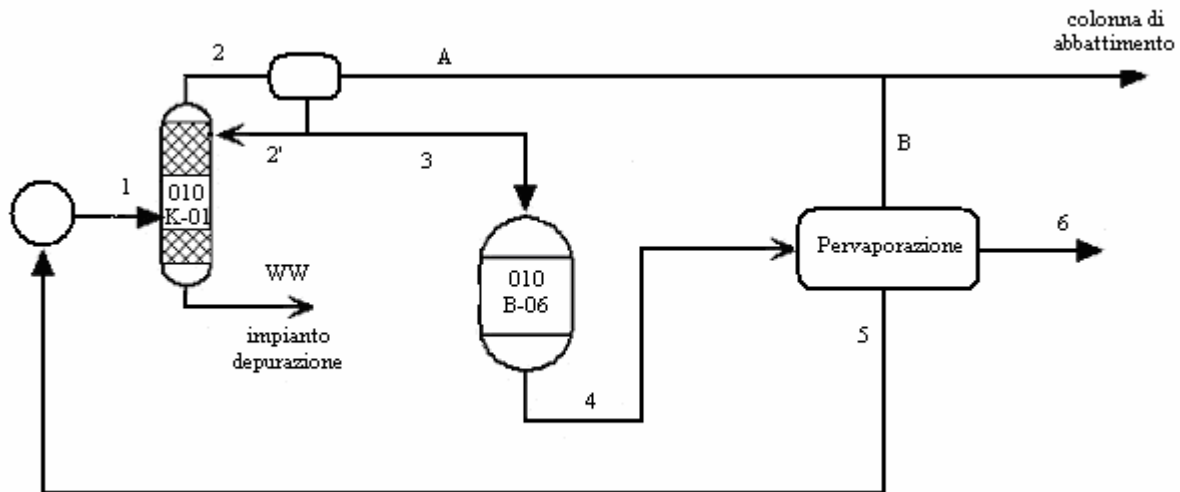 colonna di
abbattimento
2
A
2'
3
B
1
010
K-01
6
Pervaporazione
WW
010
B-06
impianto
depurazione
5
4